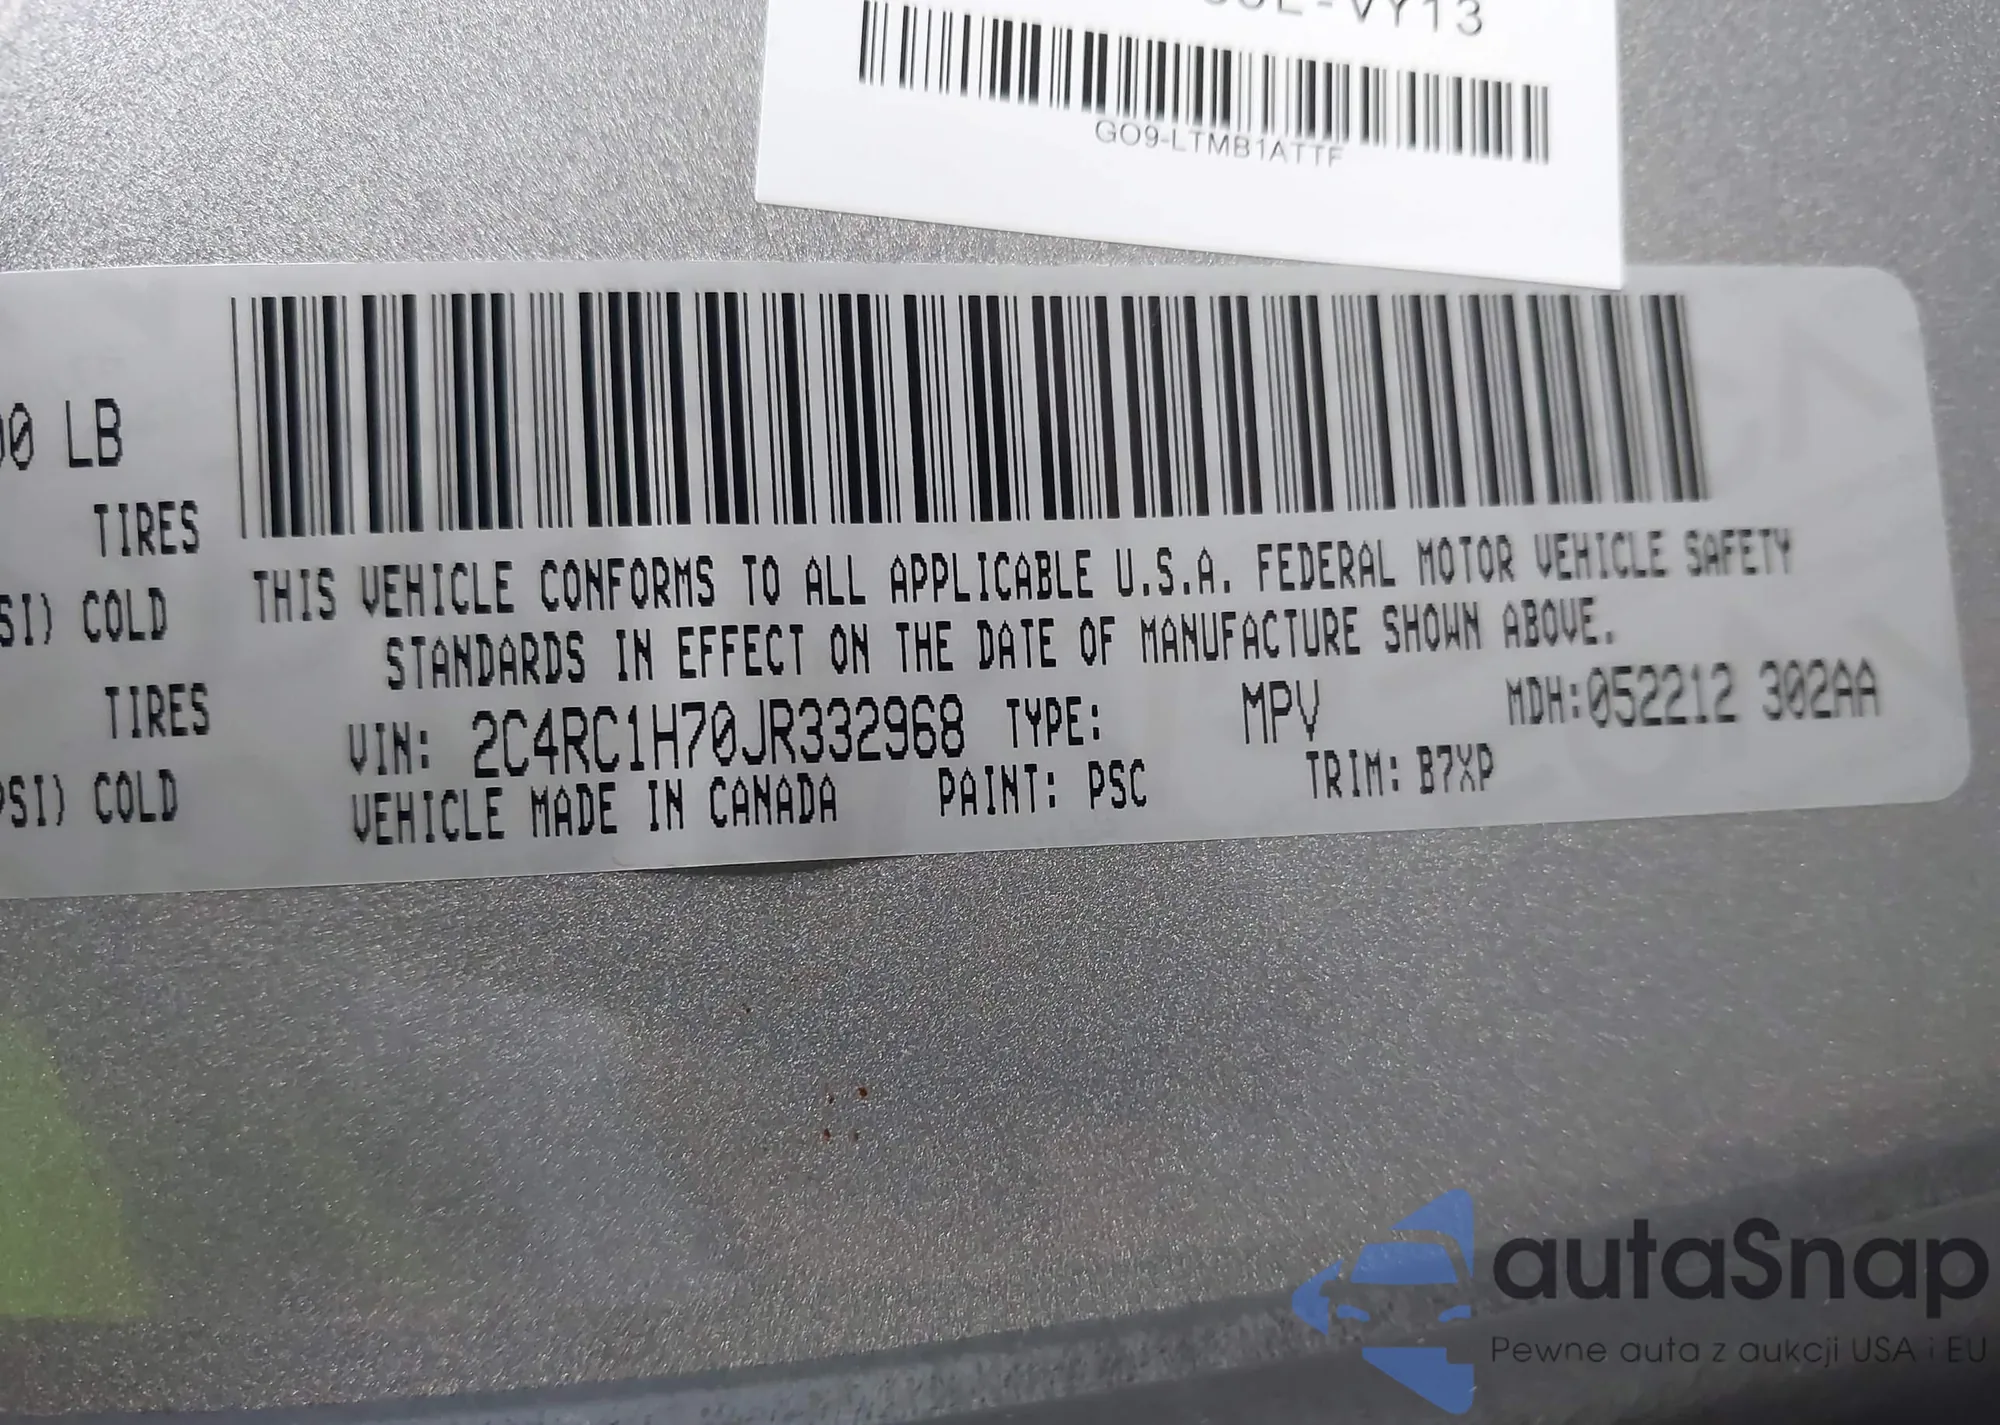 VY13
GO9-LTMB1ATTF
LB
TIRES
COLD
TIRES
COLD
THIS VEHICLE CONFORMS TO ALL APPLICABLE U.S.A. FEDERAL MOTOR VEHICLE SAFETY
STANDARDS IN EFFECT ON THE DATE OF MANUFACTURE SHOWN ABOVE.
VIN: 2C4RC1H70JR332968 TYPE: MPV MDH:052212 302AA
VEHICLE MADE IN CANADA PAINT: PSC TRIM: B7XP
autaSnap
Pewne auta z aukcji USA i EU